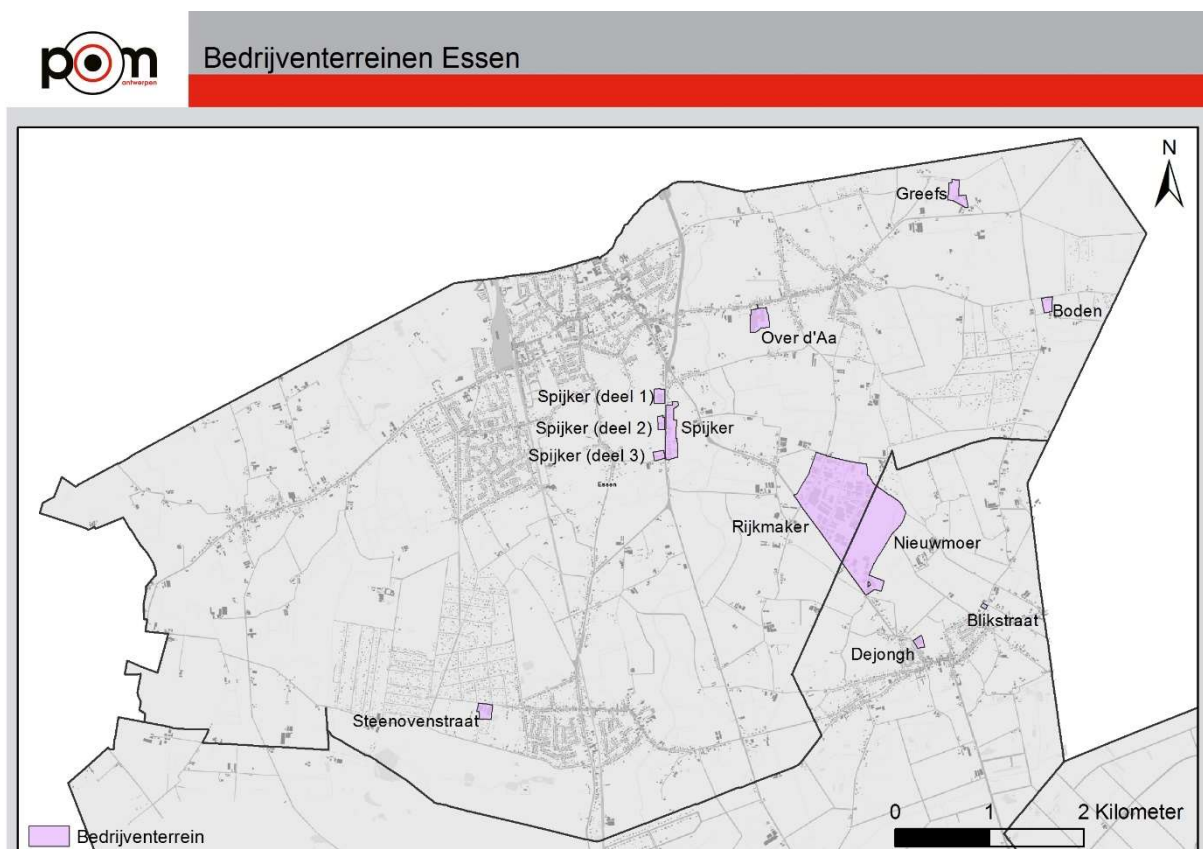 pom
antwerpen
Bedrijventerreinen Essen
N
Greefs
Boden
Over d'Aa
Spijker (deel 1)
Spijker (deel 2) Spijker
Spijker (deel 3)
Essen
Rijkmaker
Nieuwmoer
Blikstraat
Dejongh
Steenovenstraat
0 1 2 Kilometer
Bedrijventerrein